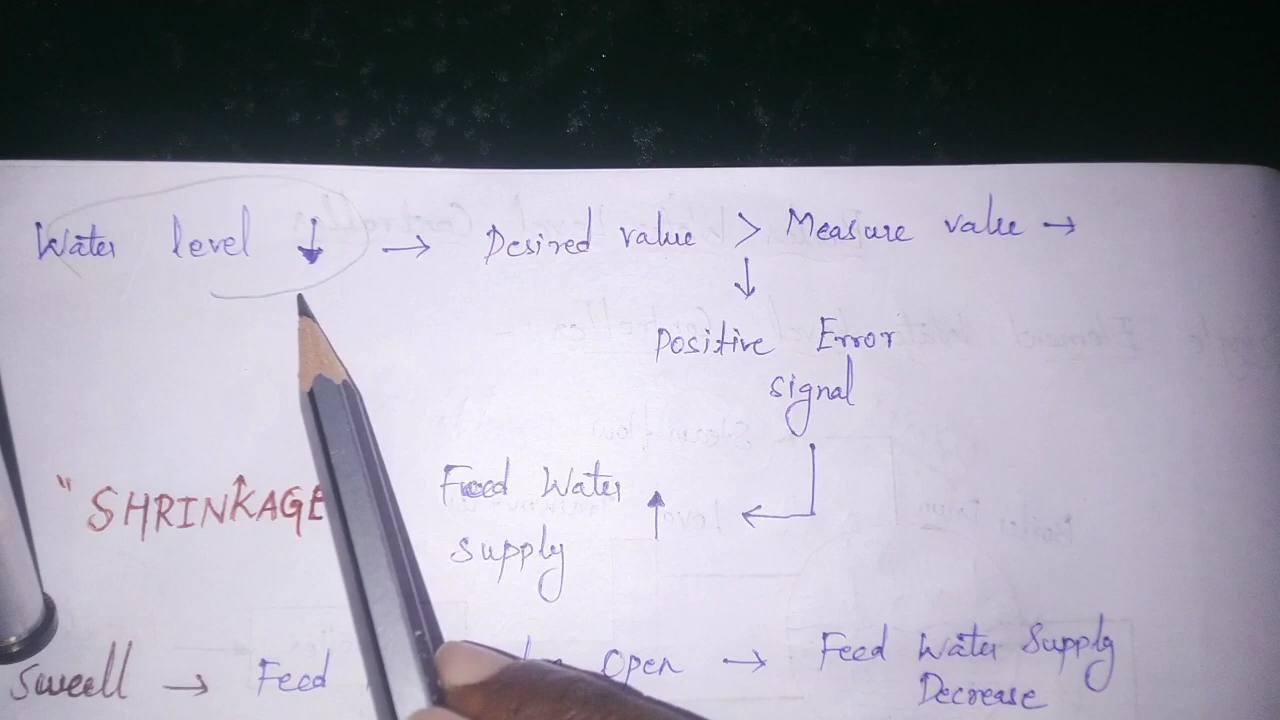 Water level ↓ → Desired value > Measure value →
↓
Positive Error
signal
Feed Water ↑ ←
supply
"SHRINKAGE
Swell → Feed open → Feed Water Supply
Decrease